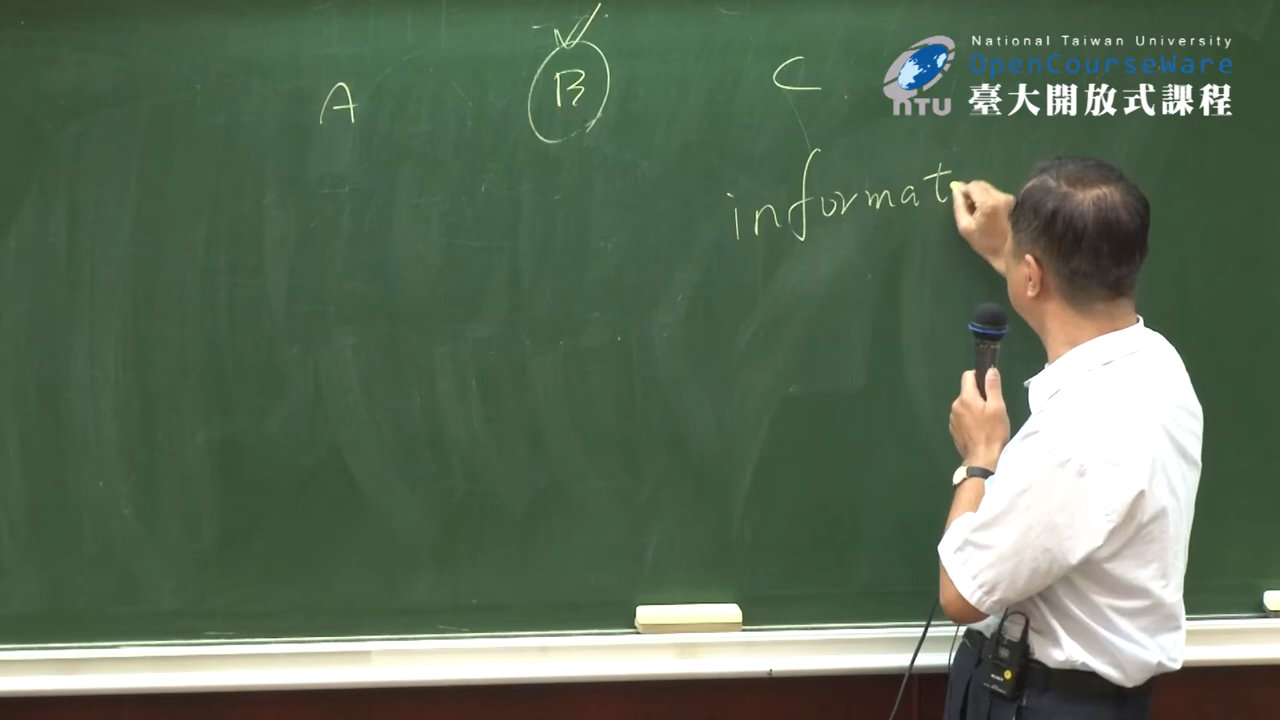 National Taiwan University
OpenCourseWare
NTU 臺大開放式課程
A B C
informat